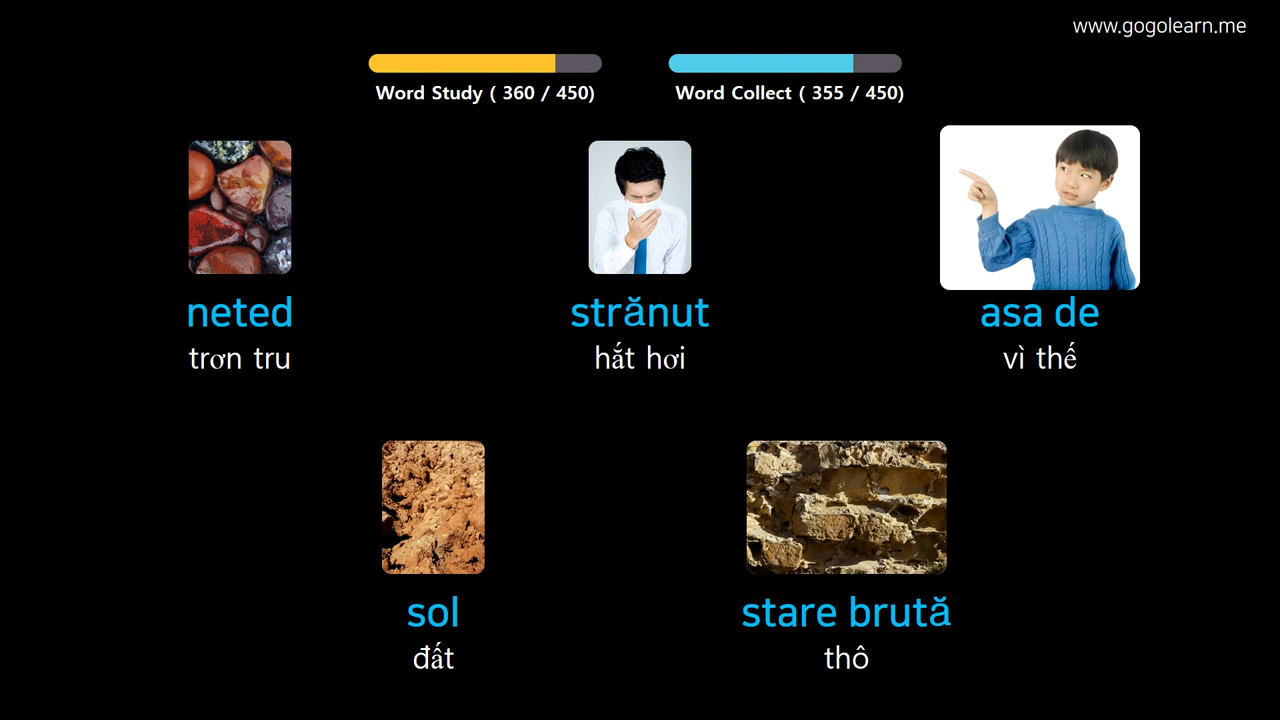 www.gogolearn.me
Word Study ( 360 / 450)
Word Collect ( 355 / 450)
neted
strănut
asa de
trơn tru
hắt hơi
vì thế
sol
stare brută
đất
thô